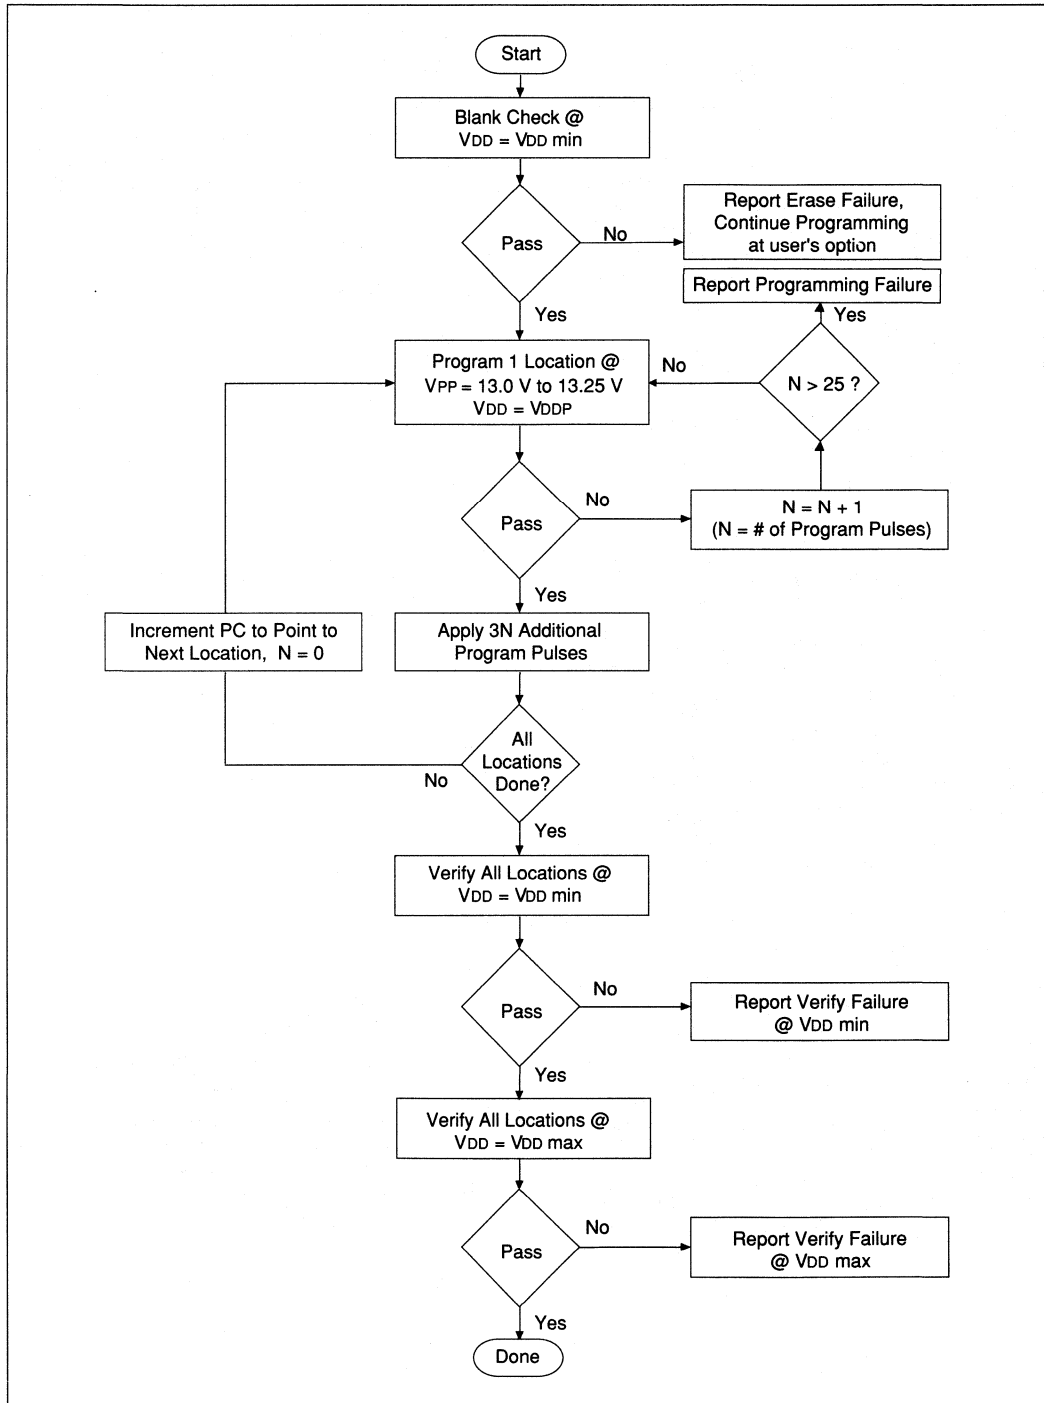 Start
Blank Check @
VDD = VDD min
Pass
No
Report Erase Failure,
Continue Programming
at user's option
Yes
Report Programming Failure
Yes
Program 1 Location @
VPP = 13.0 V to 13.25 V
VDD = VDDP
No
N > 25 ?
Pass
No
N = N + 1
(N = # of Program Pulses)
Yes
Increment PC to Point to
Next Location, N = 0
Apply 3N Additional
Program Pulses
All
Locations
Done?
No
Yes
Verify All Locations @
VDD = VDD min
Pass
No
Report Verify Failure
@ VDD min
Yes
Verify All Locations @
VDD = VDD max
Pass
No
Report Verify Failure
@ VDD max
Yes
Done